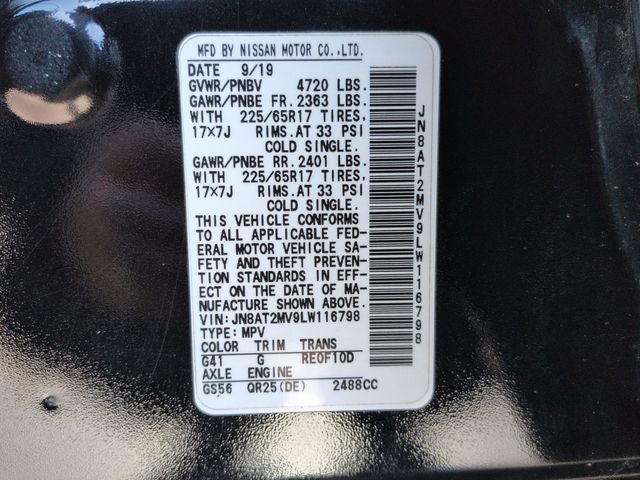 MFD BY NISSAN MOTOR CO.,LTD.
DATE 9/19
GVWR/PNBV 4720 LBS.
GAWR/PNBE FR. 2363 LBS.
WITH 225/65R17 TIRES,
17×7J RIMS.AT 33 PSI
COLD SINGLE.
GAWR/PNBE RR. 2401 LBS.
WITH 225/65R17 TIRES,
17×7J RIMS.AT 33 PSI
COLD SINGLE.
THIS VEHICLE CONFORMS
TO ALL APPLICABLE FED-
ERAL MOTOR VEHICLE SA-
FETY AND THEFT PREVEN-
TION STANDARDS IN EFF-
ECT ON THE DATE OF MA-
NUFACTURE SHOWN ABOVE.
VIN:JN8AT2MV9LW116798
TYPE:MPV
COLOR TRIM TRANS
G41 G RE0F10D
AXLE ENGINE
GS56 QR25(DE) 2488CC
JN8AT2MV9LW116798